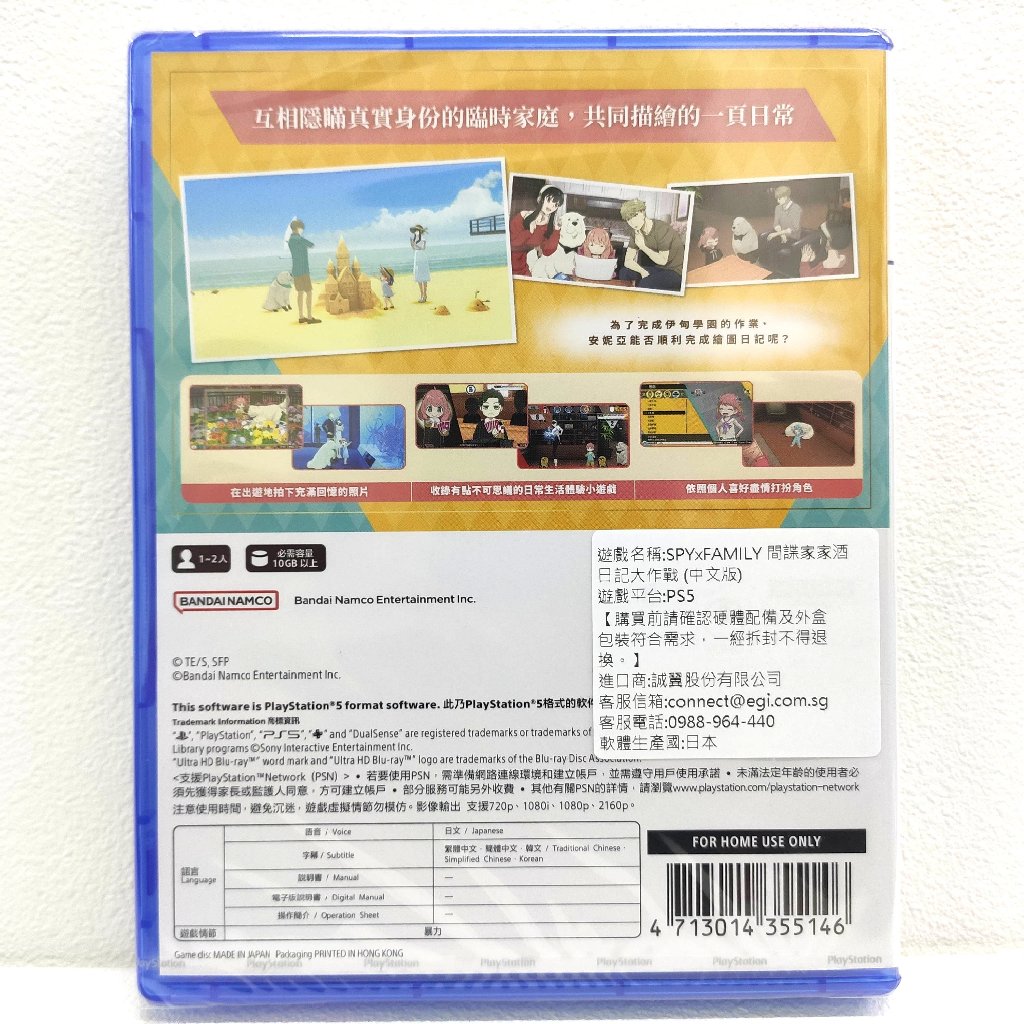 互相隱瞞真實身份的臨時家庭，共同描繪的一頁日常
為了完成伊甸學園的作業、
安妮亞能否順利完成繪圖日記呢？
在出遊地拍下充滿回憶的照片
收錄有點不可思議的日常生活體驗小遊戲
依照個人喜好盡情打扮角色
1~2人
必需容量
10GB 以上
BANDAI NAMCO
Bandai Namco Entertainment Inc.
遊戲名稱:SPYxFAMILY 間諜家家酒
日記大作戰 (中文版)
遊戲平台:PS5
【購買前請確認硬體配備及外盒
包裝符合需求，一經拆封不得退
換。】
進口商:誠翼股份有限公司
客服信箱:connect@egi.com.sg
客服電話:0988-964-440
軟體生產國:日本
© TE/S, SFP
©Bandai Namco Entertainment Inc.
This software is PlayStation®5 format software. 此乃PlayStation®5格式的軟件
Trademark Information 商標資訊
"PlayStation", "PS5", and "DualSense" are registered trademarks or trademarks of
Library programs ©Sony Interactive Entertainment Inc.
"Ultra HD Blu-ray™" word mark and "Ultra HD Blu-ray™" logo are trademarks of the Blu-ray Disc Association.
<支援PlayStation™Network (PSN) > • 若要使用PSN，需準備網路連線環境和建立帳戶，並需遵守用戶使用承諾 • 未滿法定年齡的使用者必
須先獲得家長或監護人同意，方可建立帳戶 • 部份服務可能另外收費 • 其他有關PSN的詳情，請瀏覽www.playstation.com/playstation-network
注意使用時間，避免沉迷，遊戲虛擬情節勿模仿。影像輸出 支援720p、1080i、1080p、2160p。
語言 Language
語音 / Voice 日文 / Japanese
字幕 / Subtitle 繁體中文 · 簡體中文 · 韓文 / Traditional Chinese ·
Simplified Chinese · Korean
說明書 / Manual —
電子版說明書 / Digital Manual —
操作簡介 / Operation Sheet —
遊戲情節 暴力
FOR HOME USE ONLY
4 713014 355146
Game disc MADE IN JAPAN Packaging PRINTED IN HONG KONG
PlayStation PlayStation PlayStation PlayStation PlayStation PlayStation